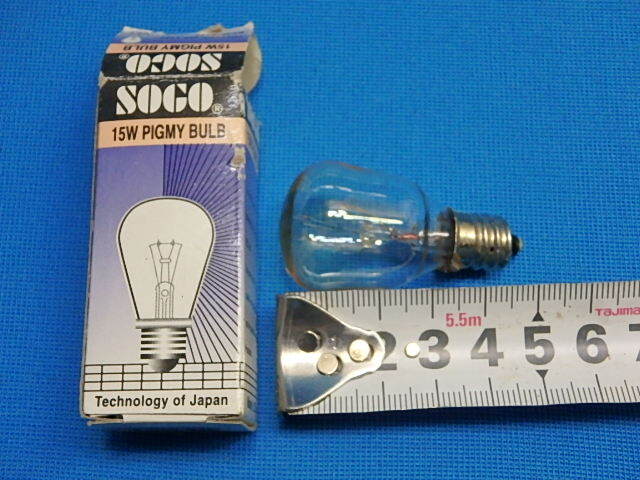 15W PIGMY BULB
SOGO®
SOGO®
15W PIGMY BULB
Technology of Japan
5.5m
Tajima
2 3 4 5 6 7